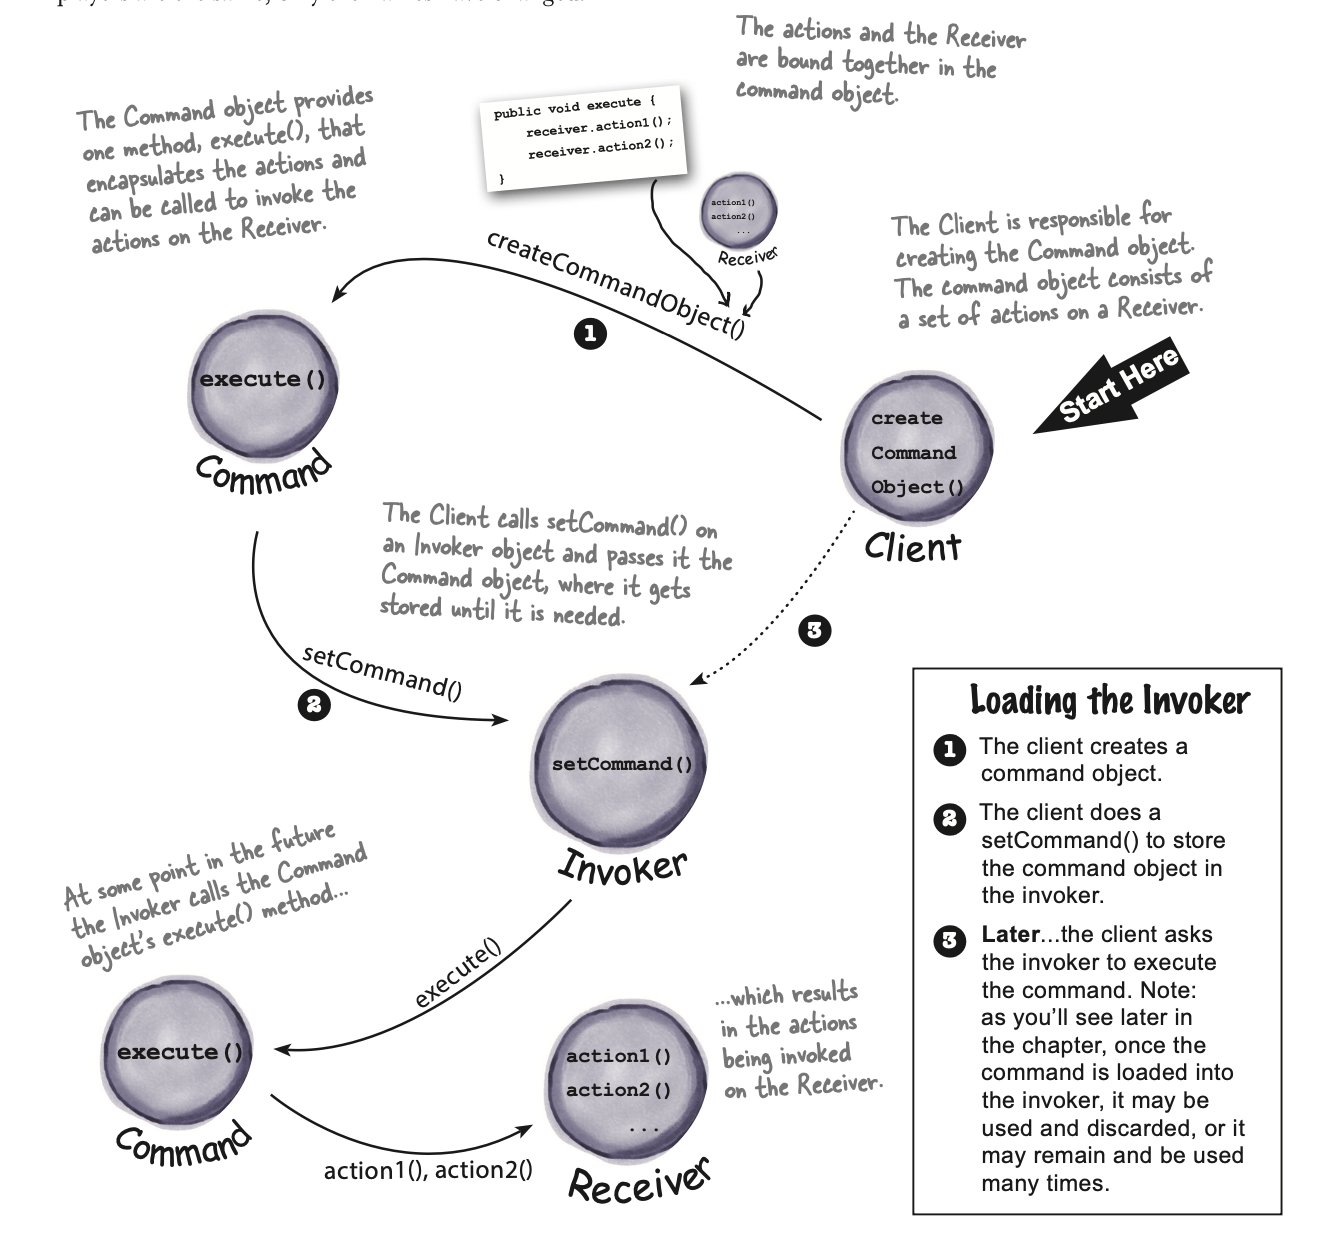 The actions and the Receiver
are bound together in the
command object.
The Command object provides
one method, execute(), that
encapsulates the actions and
can be called to invoke the
actions on the Receiver.
public void execute {
receiver.action1();
receiver.action2();
}
action1()
action2()
...
Receiver
The Client is responsible for
creating the Command object.
The command object consists of
a set of actions on a Receiver.
createCommandObject()
1
Start Here
execute()
Command
create
Command
Object()
Client
The Client calls setCommand() on
an Invoker object and passes it the
Command object, where it gets
stored until it is needed.
3
setCommand()
2
setCommand()
Invoker
Loading the Invoker
1 The client creates a
command object.
2 The client does a
setCommand() to store
the command object in
the invoker.
3 Later...the client asks
the invoker to execute
the command. Note:
as you'll see later in
the chapter, once the
command is loaded into
the invoker, it may be
used and discarded, or it
may remain and be used
many times.
At some point in the future
the Invoker calls the Command
object's execute() method...
execute()
execute()
Command
action1(), action2()
action1()
action2()
...
Receiver
...which results
in the actions
being invoked
on the Receiver.